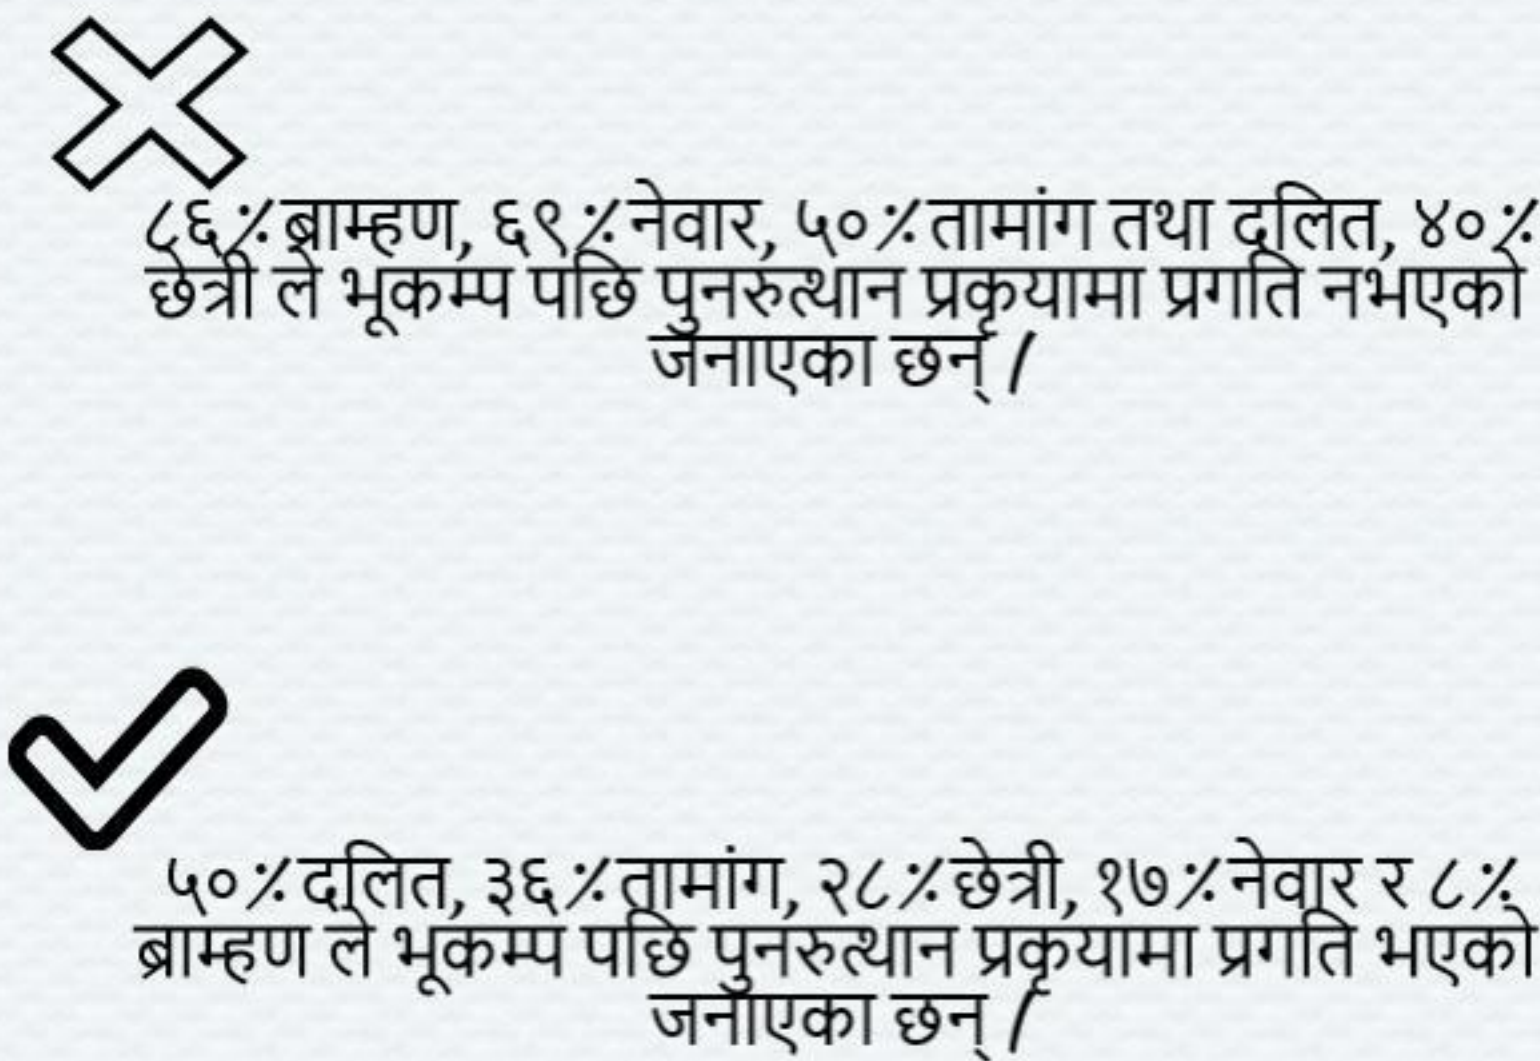 ८६%ब्राम्हण, ६९%नेवार, ५०%तामांग तथा दलित, ४०%
छेत्री ले भूकम्प पछि पुनरुत्थान प्रकृयामा प्रगति नभएको
जनाएका छन् /
५०%दलित, ३६%तामांग, २८%छेत्री, १७%नेवार र ८%
ब्राम्हण ले भूकम्प पछि पुनरुत्थान प्रकृयामा प्रगति भएको
जनाएका छन् /